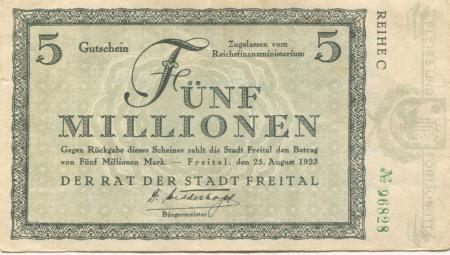 5 Gutschein Zugelassen vom Reichsfinanzministerium 5
FÜNF
MILLIONEN
Gegen Rückgabe dieses Scheines zahlt die Stadt Freital den Betrag
von Fünf Millionen Mark. — Freital, den 25. August 1923
DER RAT DER STADT FREITAL
Bürgermeister
REIHE C
№ 96828